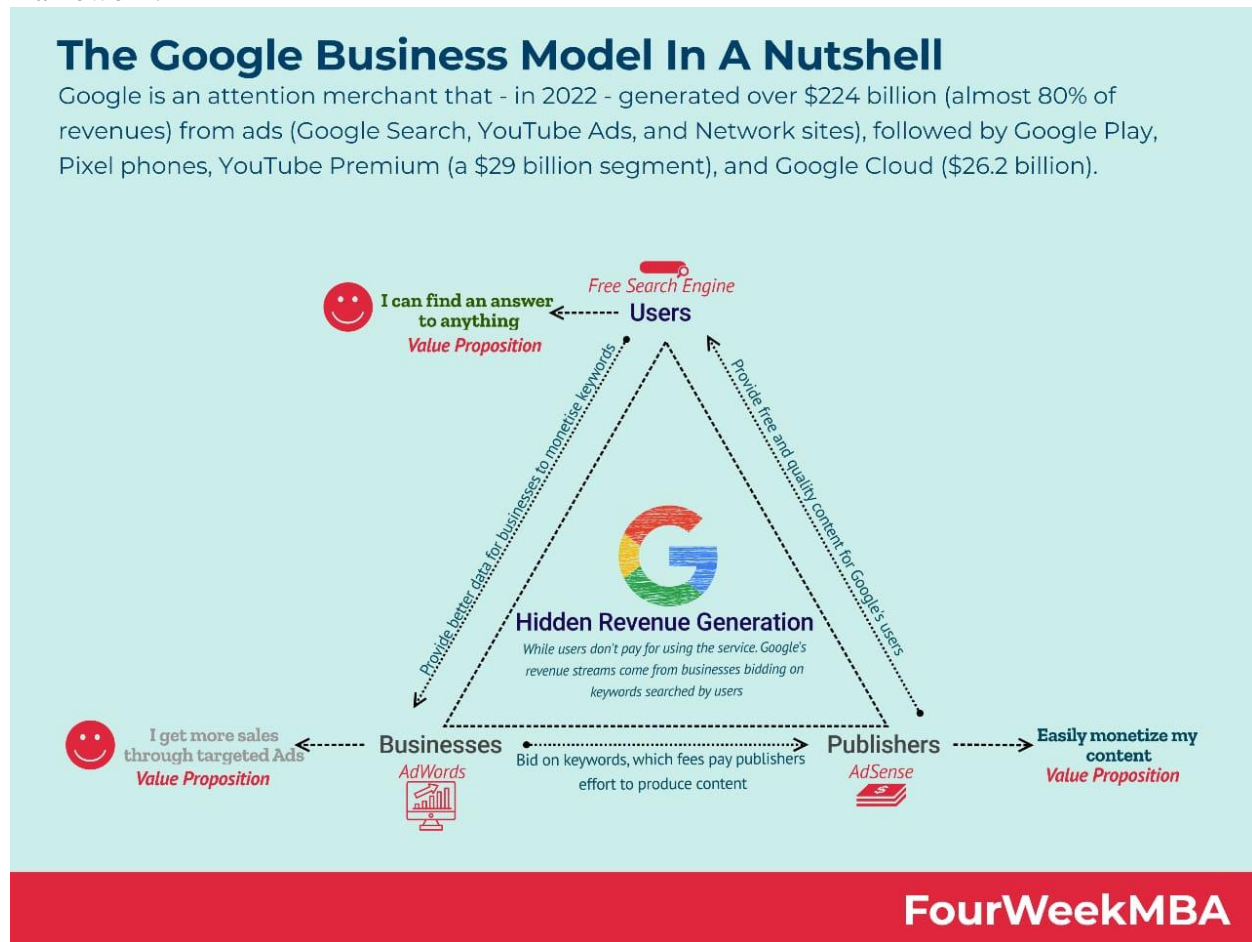 The Google Business Model In A Nutshell
Google is an attention merchant that - in 2022 - generated over $224 billion (almost 80% of
revenues) from ads (Google Search, YouTube Ads, and Network sites), followed by Google Play,
Pixel phones, YouTube Premium (a $29 billion segment), and Google Cloud ($26.2 billion).
Free Search Engine
Users
I can find an answer
to anything
Value Proposition
Provide better data for businesses to monetise keywords
Provide free and quality content for Google's users
G
Hidden Revenue Generation
While users don't pay for using the service. Google's
revenue streams come from businesses bidding on
keywords searched by users
I get more sales
through targeted Ads
Value Proposition
Businesses
AdWords
Bid on keywords, which fees pay publishers
effort to produce content
Publishers
AdSense
$
Easily monetize my
content
Value Proposition
FourWeekMBA